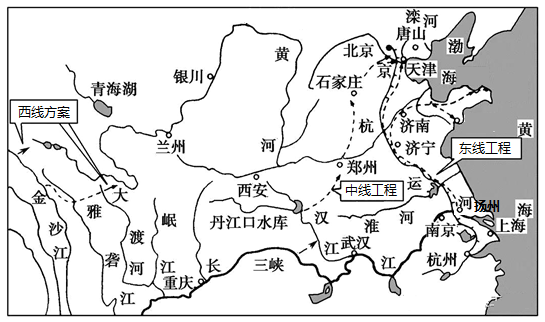 滦河
唐山
渤海
北京
天津
京杭运河
石家庄
黄河
银川
青海湖
西线方案
兰州
济南
济宁
东线工程
黄海
郑州
西安
中线工程
扬州
金沙江
雅砻江
大渡河
岷江
丹江口水库
汉江
淮河
南京
上海
武汉
三峡
长江
重庆
杭州